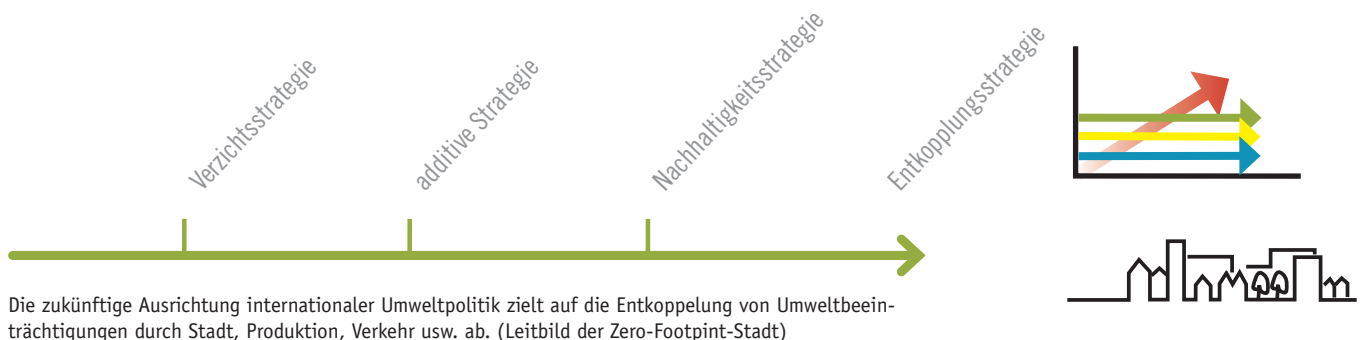 Verzichtsstrategie
additive Strategie
Nachhaltigkeitsstrategie
Entkopplungsstrategie
Die zukünftige Ausrichtung internationaler Umweltpolitik zielt auf die Entkoppelung von Umweltbeein-
trächtigungen durch Stadt, Produktion, Verkehr usw. ab. (Leitbild der Zero-Footpint-Stadt)